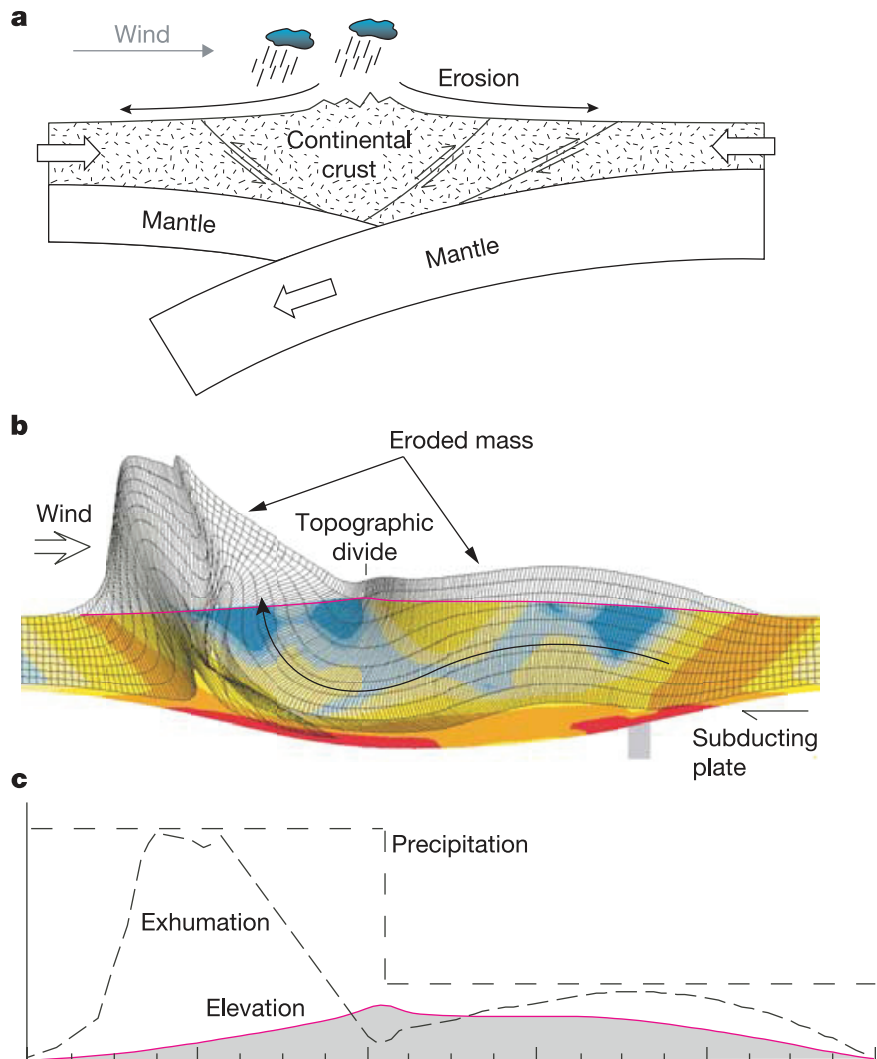 a
Wind
Erosion
Continental
crust
Mantle
Mantle
b
Eroded mass
Wind
Topographic
divide
Subducting
plate
c
Precipitation
Exhumation
Elevation